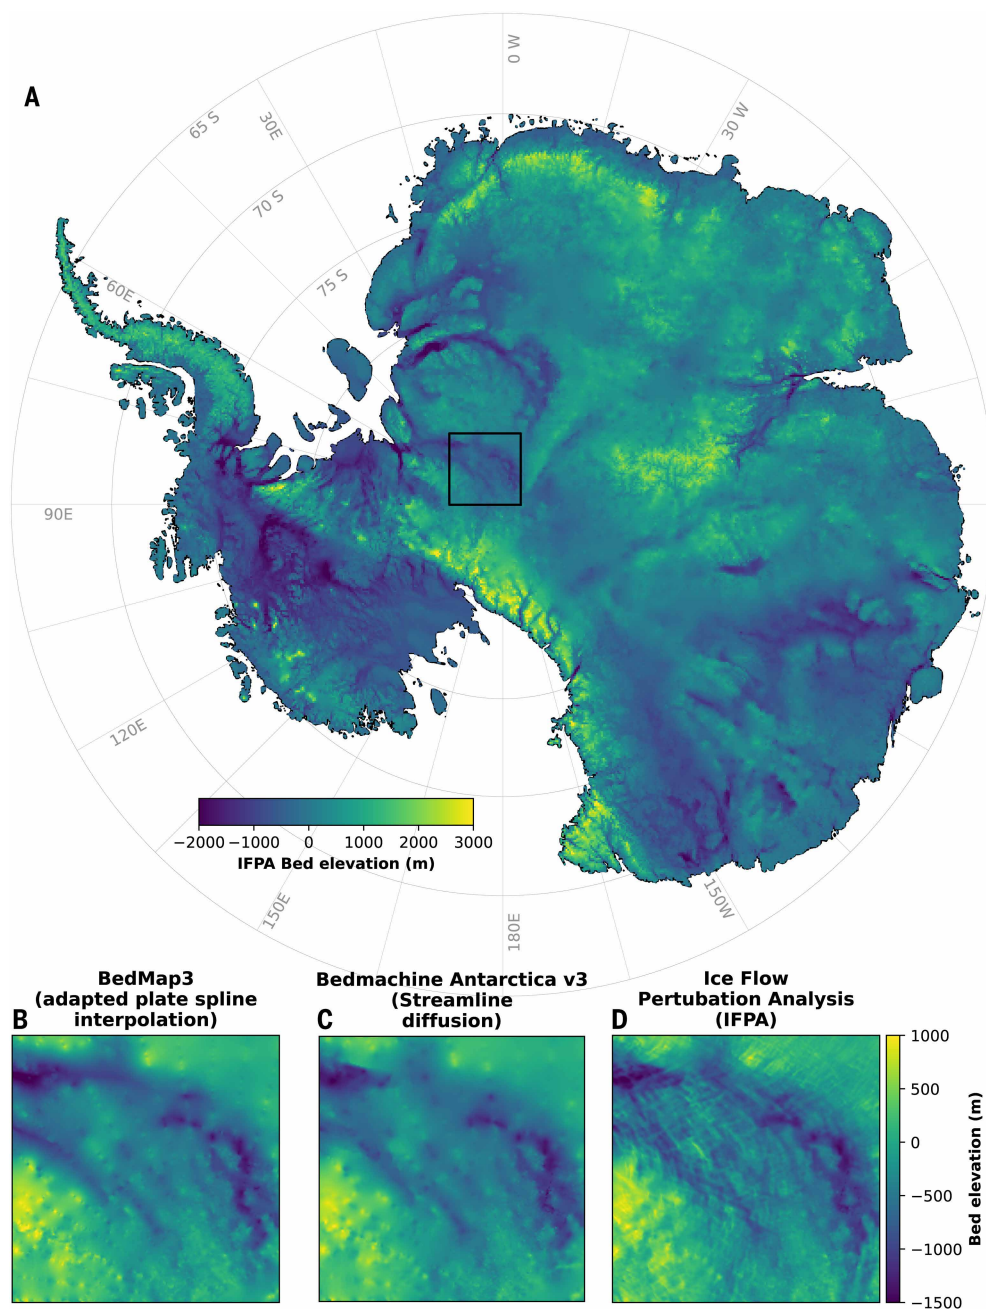 A
0 W
65 S
30E
30 W
70 S
75 S
60E
90E
120E
150E
150W
180E
−2000 −1000 0 1000 2000 3000
IFPA Bed elevation (m)
BedMap3
(adapted plate spline
interpolation)
Bedmachine Antarctica v3
(Streamline
diffusion)
Ice Flow
Pertubation Analysis
(IFPA)
B
C
D
1000
500
0
−500
−1000
−1500
Bed elevation (m)